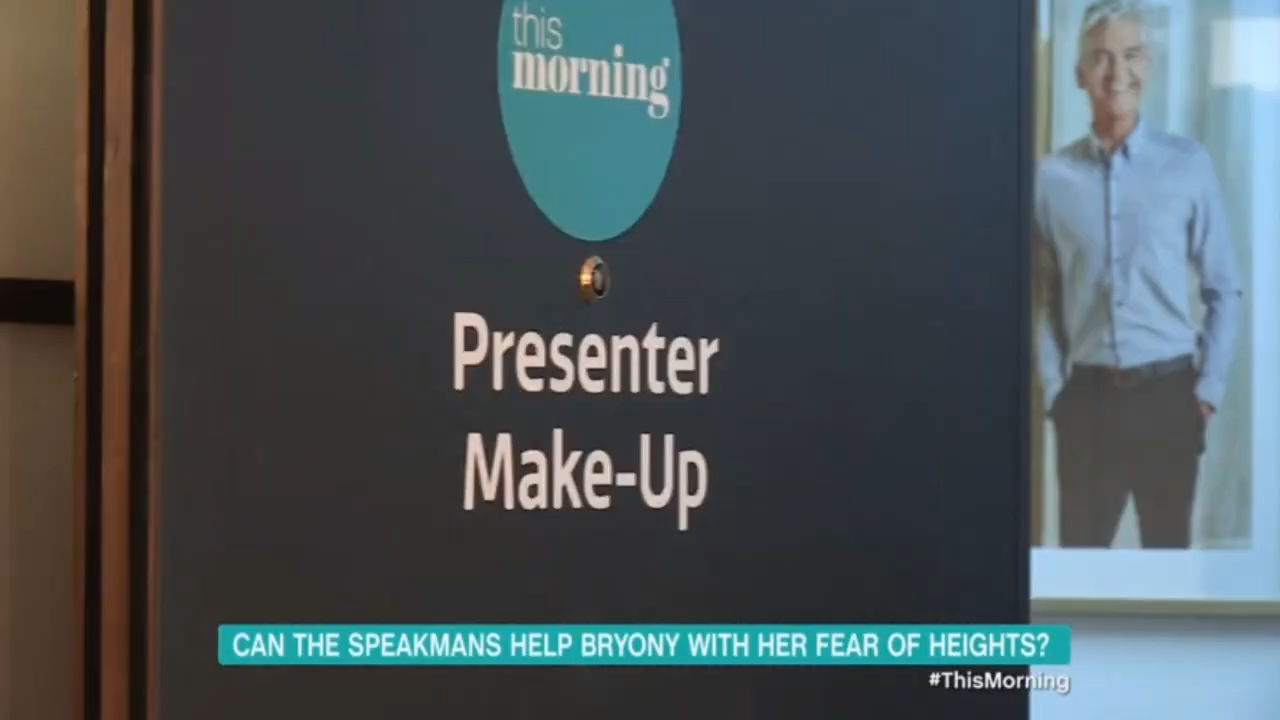 this
morning
Presenter
Make-Up
CAN THE SPEAKMANS HELP BRYONY WITH HER FEAR OF HEIGHTS?
#ThisMorning